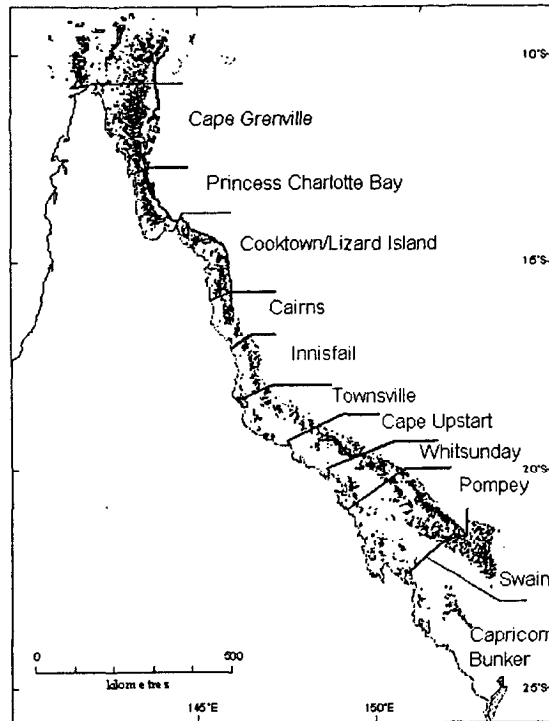 10°S
Cape Grenville
Princess Charlotte Bay
Cooktown/Lizard Island
15°S
Cairns
Innisfail
Townsville
Cape Upstart
Whitsunday
20°S
Pompey
Swain
Capricorn
Bunker
0 500
kilometres
25°S
145°E 150°E